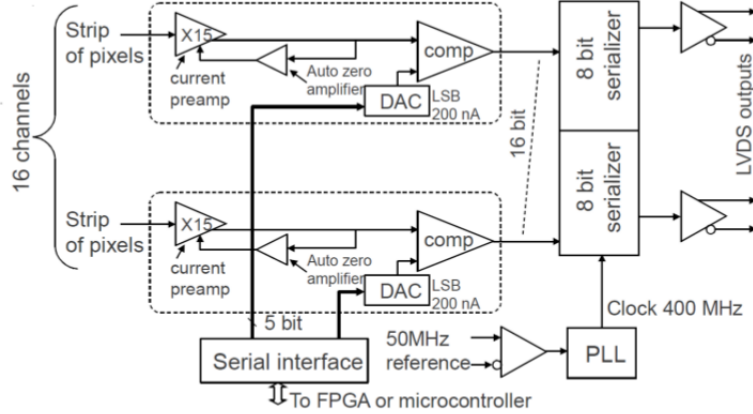 16 channels
Strip
of pixels
X15
current
preamp
Auto zero
amplifier
comp
DAC
LSB
200 nA
Strip
of pixels
X15
current
preamp
Auto zero
amplifier
comp
DAC
LSB
200 nA
16 bit
8 bit
serializer
8 bit
serializer
LVDS outputs
5 bit
Serial interface
To FPGA or microcontroller
50MHz
reference
PLL
Clock 400 MHz